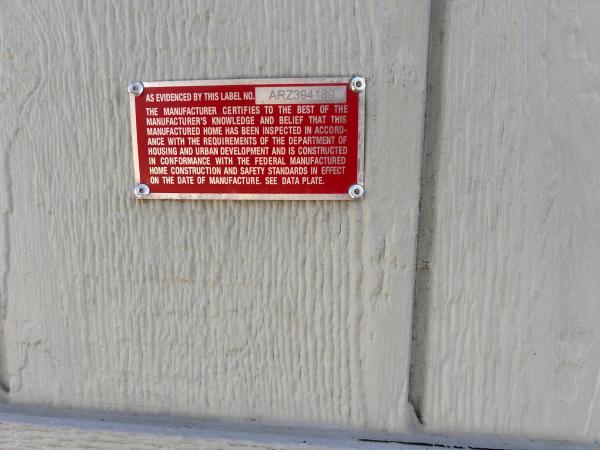 AS EVIDENCED BY THIS LABEL NO. ARZ394189
THE MANUFACTURER CERTIFIES TO THE BEST OF THE
MANUFACTURER'S KNOWLEDGE AND BELIEF THAT THIS
MANUFACTURED HOME HAS BEEN INSPECTED IN ACCORD-
ANCE WITH THE REQUIREMENTS OF THE DEPARTMENT OF
HOUSING AND URBAN DEVELOPMENT AND IS CONSTRUCTED
IN CONFORMANCE WITH THE FEDERAL MANUFACTURED
HOME CONSTRUCTION AND SAFETY STANDARDS IN EFFECT
ON THE DATE OF MANUFACTURE. SEE DATA PLATE.